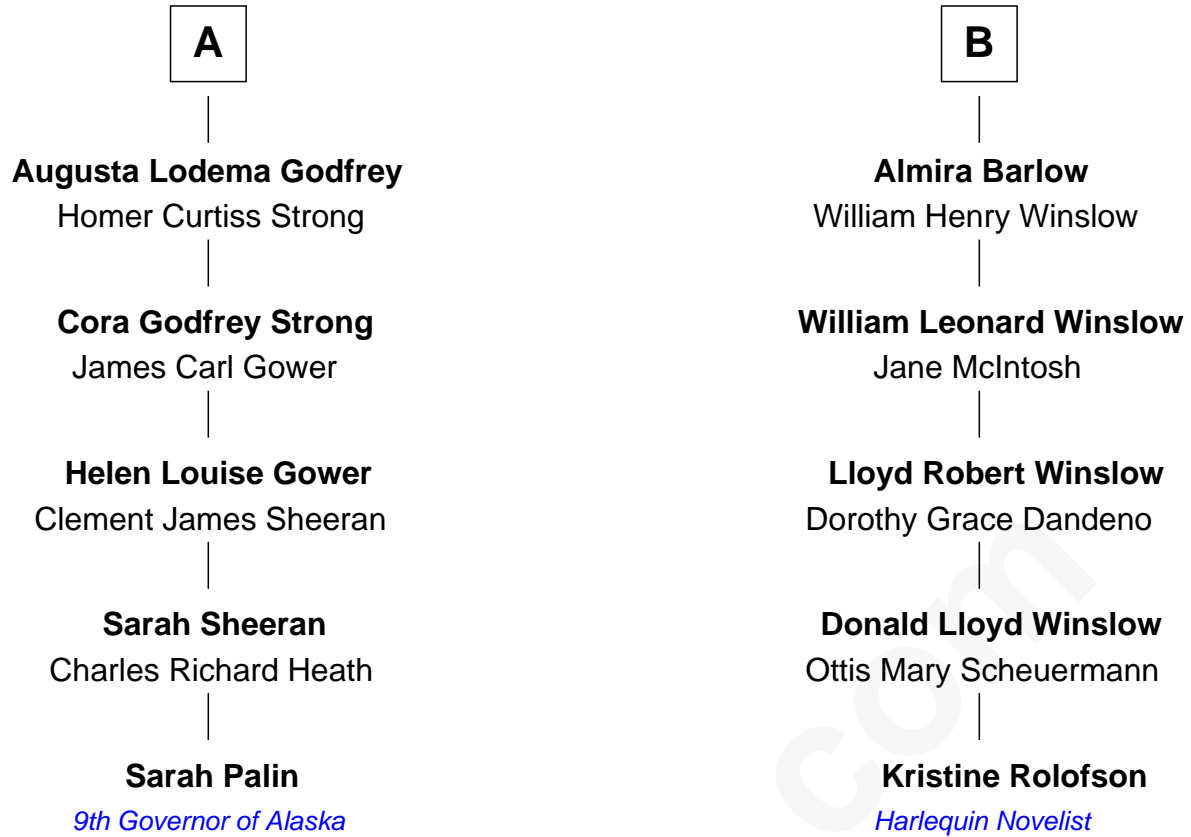 A
Augusta Lodema Godfrey
Homer Curtiss Strong
Cora Godfrey Strong
James Carl Gower
Helen Louise Gower
Clement James Sheeran
Sarah Sheeran
Charles Richard Heath
Sarah Palin
9th Governor of Alaska
B
Almira Barlow
William Henry Winslow
William Leonard Winslow
Jane McIntosh
Lloyd Robert Winslow
Dorothy Grace Dandeno
Donald Lloyd Winslow
Ottis Mary Scheuermann
Kristine Rolofson
Harlequin Novelist
com